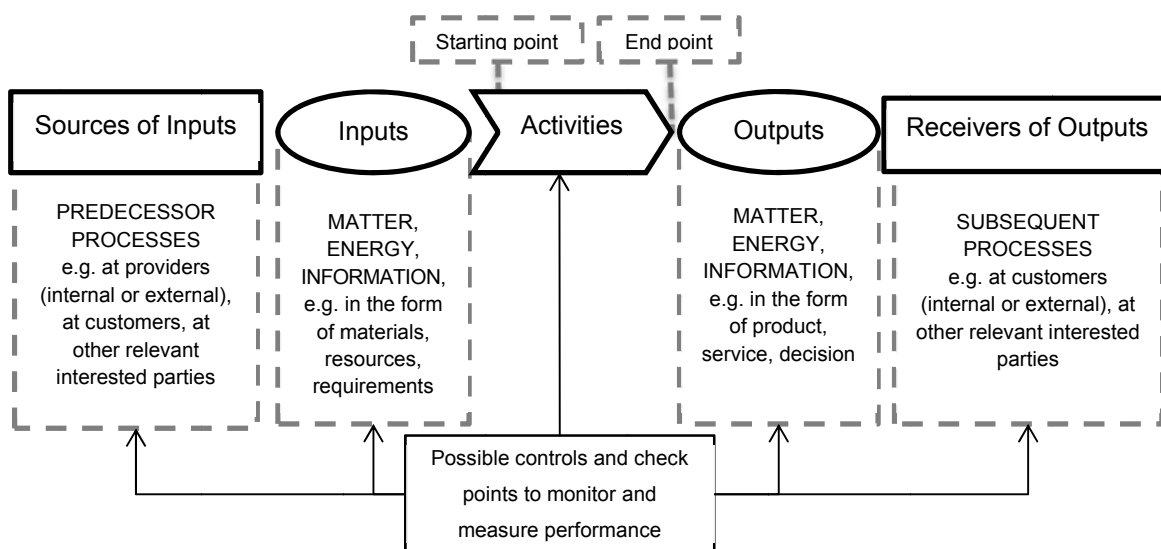 Starting point
End point
Sources of Inputs
Inputs
Activities
Outputs
Receivers of Outputs
PREDECESSOR
PROCESSES
e.g. at providers
(internal or external),
at customers, at
other relevant
interested parties
MATTER,
ENERGY,
INFORMATION,
e.g. in the form
of materials,
resources,
requirements
MATTER,
ENERGY,
INFORMATION,
e.g. in the form
of product,
service, decision
SUBSEQUENT
PROCESSES
e.g. at customers
(internal or external), at
other relevant interested
parties
Possible controls and check
points to monitor and
measure performance